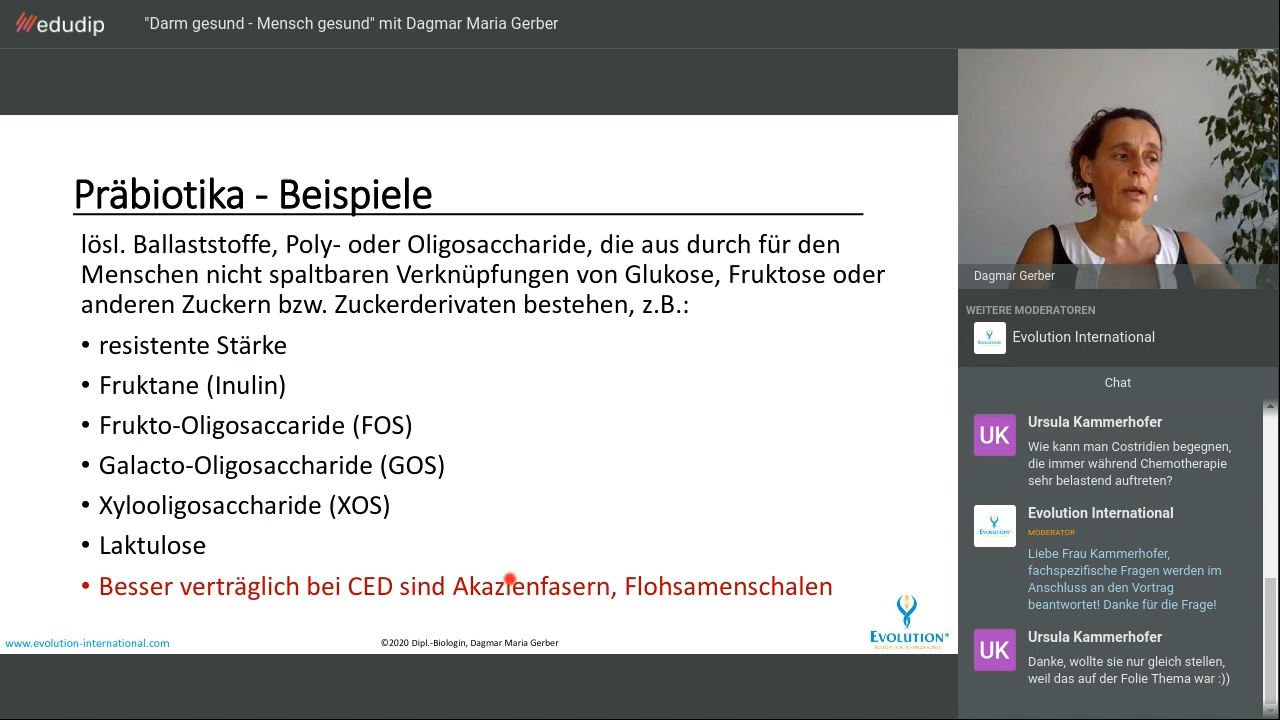 edudip
"Darm gesund - Mensch gesund" mit Dagmar Maria Gerber
Präbiotika - Beispiele
lösl. Ballaststoffe, Poly- oder Oligosaccharide, die aus durch für den
Menschen nicht spaltbaren Verknüpfungen von Glukose, Fruktose oder
anderen Zuckern bzw. Zuckerderivaten bestehen, z.B.:
• resistente Stärke
• Fruktane (Inulin)
• Frukto-Oligosaccaride (FOS)
• Galacto-Oligosaccharide (GOS)
• Xylooligosaccharide (XOS)
• Laktulose
• Besser verträglich bei CED sind Akazienfasern, Flohsamenschalen
www.evolution-international.com
©2020 Dipl.-Biologin, Dagmar Maria Gerber
EVOLUTION®
Dagmar Gerber
WEITERE MODERATOREN
Evolution International
Chat
UK
Ursula Kammerhofer
Wie kann man Costridien begegnen,
die immer während Chemotherapie
sehr belastend auftreten?
Evolution International
MODERATOR
Liebe Frau Kammerhofer,
fachspezifische Fragen werden im
Anschluss an den Vortrag
beantwortet! Danke für die Frage!
UK
Ursula Kammerhofer
Danke, wollte sie nur gleich stellen,
weil das auf der Folie Thema war :))